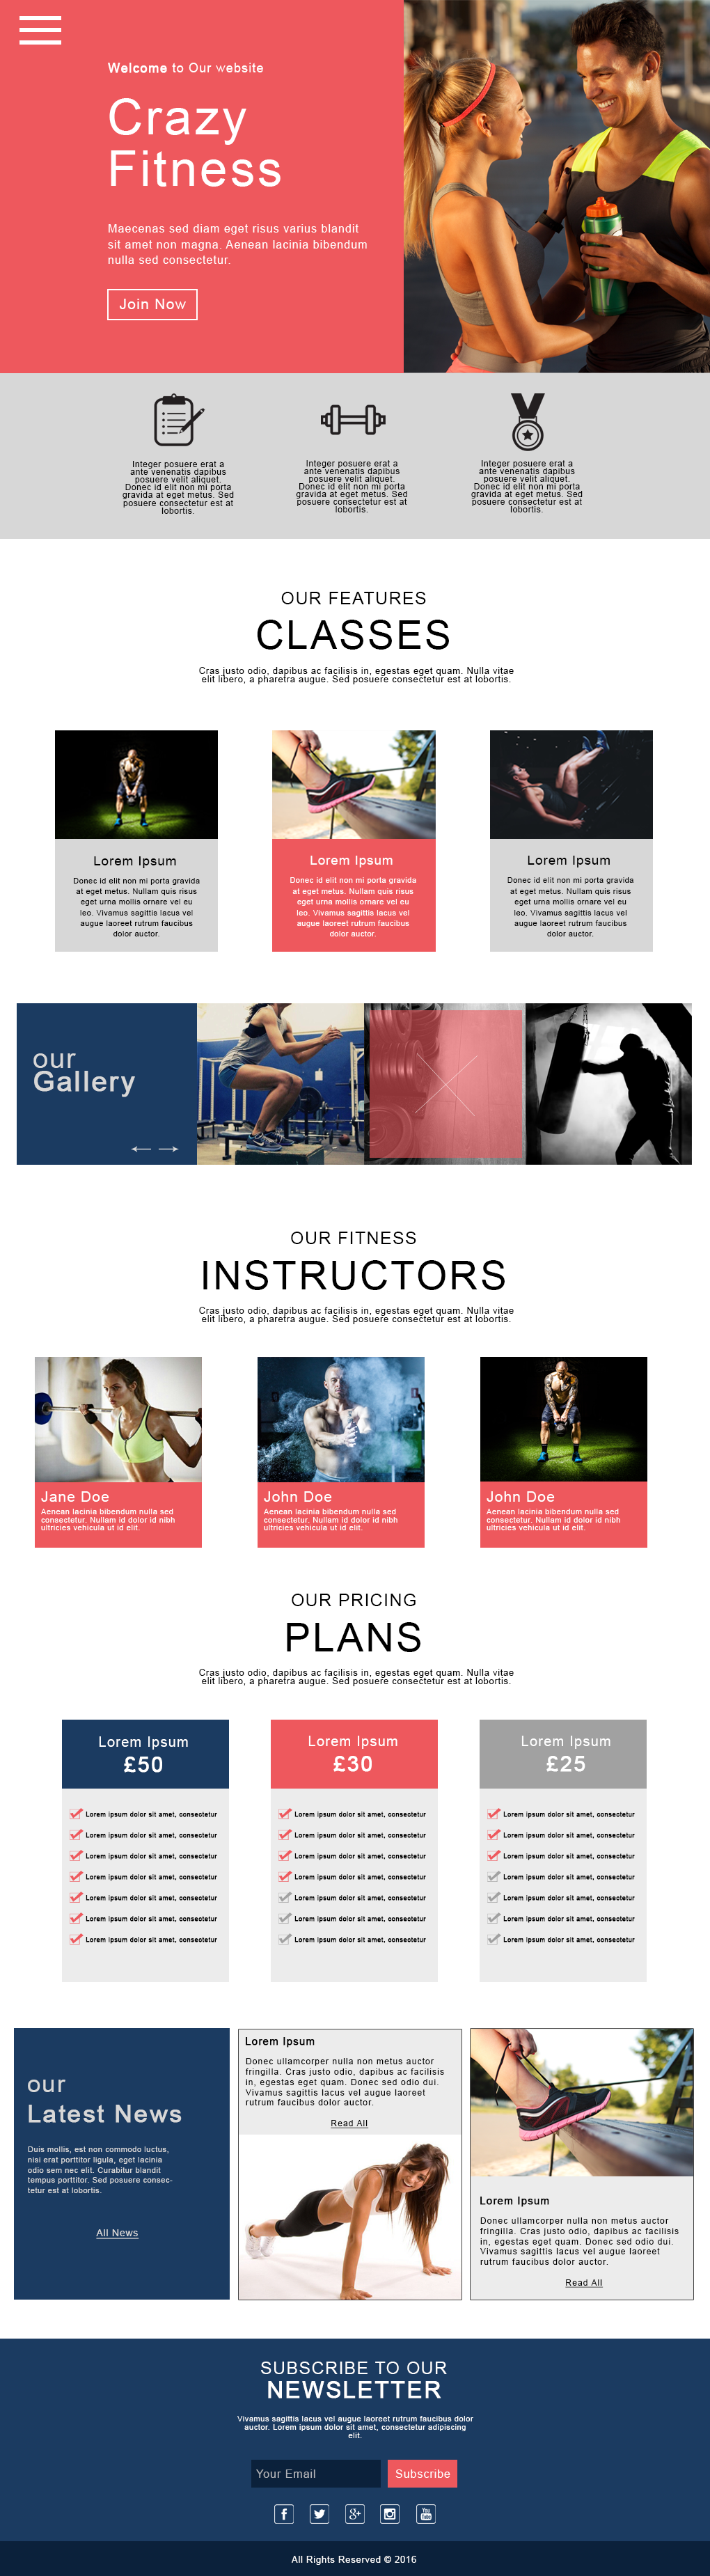 Welcome to Our website
Crazy
Fitness
Maecenas sed diam eget risus varius blandit
sit amet non magna. Aenean lacinia bibendum
nulla sed consectetur.
Join Now
Integer posuere erat a
ante venenatis dapibus
posuere velit aliquet.
Donec id elit non mi porta
gravida at eget metus. Sed
posuere consectetur est at
lobortis.
Integer posuere erat a
ante venenatis dapibus
posuere velit aliquet.
Donec id elit non mi porta
gravida at eget metus. Sed
posuere consectetur est at
lobortis.
Integer posuere erat a
ante venenatis dapibus
posuere velit aliquet.
Donec id elit non mi porta
gravida at eget metus. Sed
posuere consectetur est at
lobortis.
OUR FEATURES
CLASSES
Cras justo odio, dapibus ac facilisis in, egestas eget quam. Nulla vitae
elit libero, a pharetra augue. Sed posuere consectetur est at lobortis.
Lorem Ipsum
Donec id elit non mi porta gravida
at eget metus. Nullam quis risus
eget urna mollis ornare vel eu
leo. Vivamus sagittis lacus vel
augue laoreet rutrum faucibus
dolor auctor.
Lorem Ipsum
Donec id elit non mi porta gravida
at eget metus. Nullam quis risus
eget urna mollis ornare vel eu
leo. Vivamus sagittis lacus vel
augue laoreet rutrum faucibus
dolor auctor.
Lorem Ipsum
Donec id elit non mi porta gravida
at eget metus. Nullam quis risus
eget urna mollis ornare vel eu
leo. Vivamus sagittis lacus vel
augue laoreet rutrum faucibus
dolor auctor.
our
Gallery
OUR FITNESS
INSTRUCTORS
Cras justo odio, dapibus ac facilisis in, egestas eget quam. Nulla vitae
elit libero, a pharetra augue. Sed posuere consectetur est at lobortis.
Jane Doe
Aenean lacinia bibendum nulla sed
consectetur. Nullam id dolor id nibh
ultricies vehicula ut id elit.
John Doe
Aenean lacinia bibendum nulla sed
consectetur. Nullam id dolor id nibh
ultricies vehicula ut id elit.
John Doe
Aenean lacinia bibendum nulla sed
consectetur. Nullam id dolor id nibh
ultricies vehicula ut id elit.
OUR PRICING
PLANS
Cras justo odio, dapibus ac facilisis in, egestas eget quam. Nulla vitae
elit libero, a pharetra augue. Sed posuere consectetur est at lobortis.
Lorem Ipsum
£50
Lorem ipsum dolor sit amet, consectetur
Lorem ipsum dolor sit amet, consectetur
Lorem ipsum dolor sit amet, consectetur
Lorem ipsum dolor sit amet, consectetur
Lorem ipsum dolor sit amet, consectetur
Lorem ipsum dolor sit amet, consectetur
Lorem ipsum dolor sit amet, consectetur
Lorem Ipsum
£30
Lorem ipsum dolor sit amet, consectetur
Lorem ipsum dolor sit amet, consectetur
Lorem ipsum dolor sit amet, consectetur
Lorem ipsum dolor sit amet, consectetur
Lorem ipsum dolor sit amet, consectetur
Lorem ipsum dolor sit amet, consectetur
Lorem ipsum dolor sit amet, consectetur
Lorem Ipsum
£25
Lorem ipsum dolor sit amet, consectetur
Lorem ipsum dolor sit amet, consectetur
Lorem ipsum dolor sit amet, consectetur
Lorem ipsum dolor sit amet, consectetur
Lorem ipsum dolor sit amet, consectetur
Lorem ipsum dolor sit amet, consectetur
Lorem ipsum dolor sit amet, consectetur
our
Latest News
Duis mollis, est non commodo luctus,
nisi erat porttitor ligula, eget lacinia
odio sem nec elit. Curabitur blandit
tempus porttitor. Sed posuere consec-
tetur est at lobortis.
All News
Lorem Ipsum
Donec ullamcorper nulla non metus auctor
fringilla. Cras justo odio, dapibus ac facilisis
in, egestas eget quam. Donec sed odio dui.
Vivamus sagittis lacus vel augue laoreet
rutrum faucibus dolor auctor.
Read All
Lorem Ipsum
Donec ullamcorper nulla non metus auctor
fringilla. Cras justo odio, dapibus ac facilisis
in, egestas eget quam. Donec sed odio dui.
Vivamus sagittis lacus vel augue laoreet
rutrum faucibus dolor auctor.
Read All
SUBSCRIBE TO OUR
NEWSLETTER
Vivamus sagittis lacus vel augue laoreet rutrum faucibus dolor
auctor. Lorem ipsum dolor sit amet, consectetur adipiscing
elit.
Your Email
Subscribe
f
g+
You
Tube
All Rights Reserved © 2016